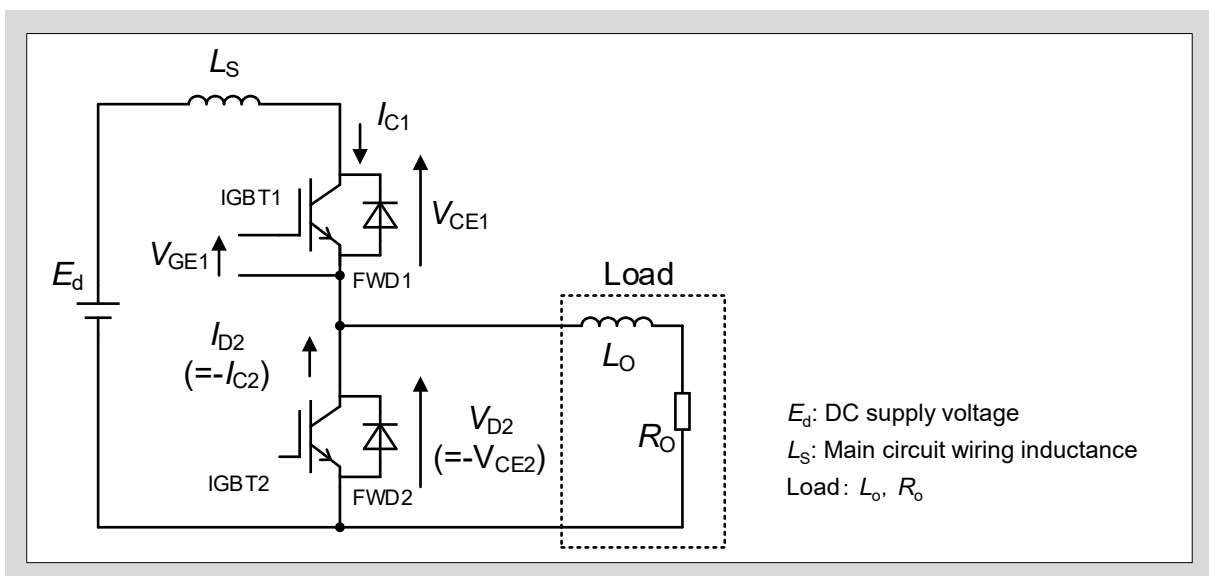 LS
IC1
IGBT1
VCE1
VGE1
FWD1
Ed
Load
ID2
(=-IC2)
LO
VD2
(=-VCE2)
RO
IGBT2
FWD2
Ed: DC supply voltage
LS: Main circuit wiring inductance
Load: Lo, Ro